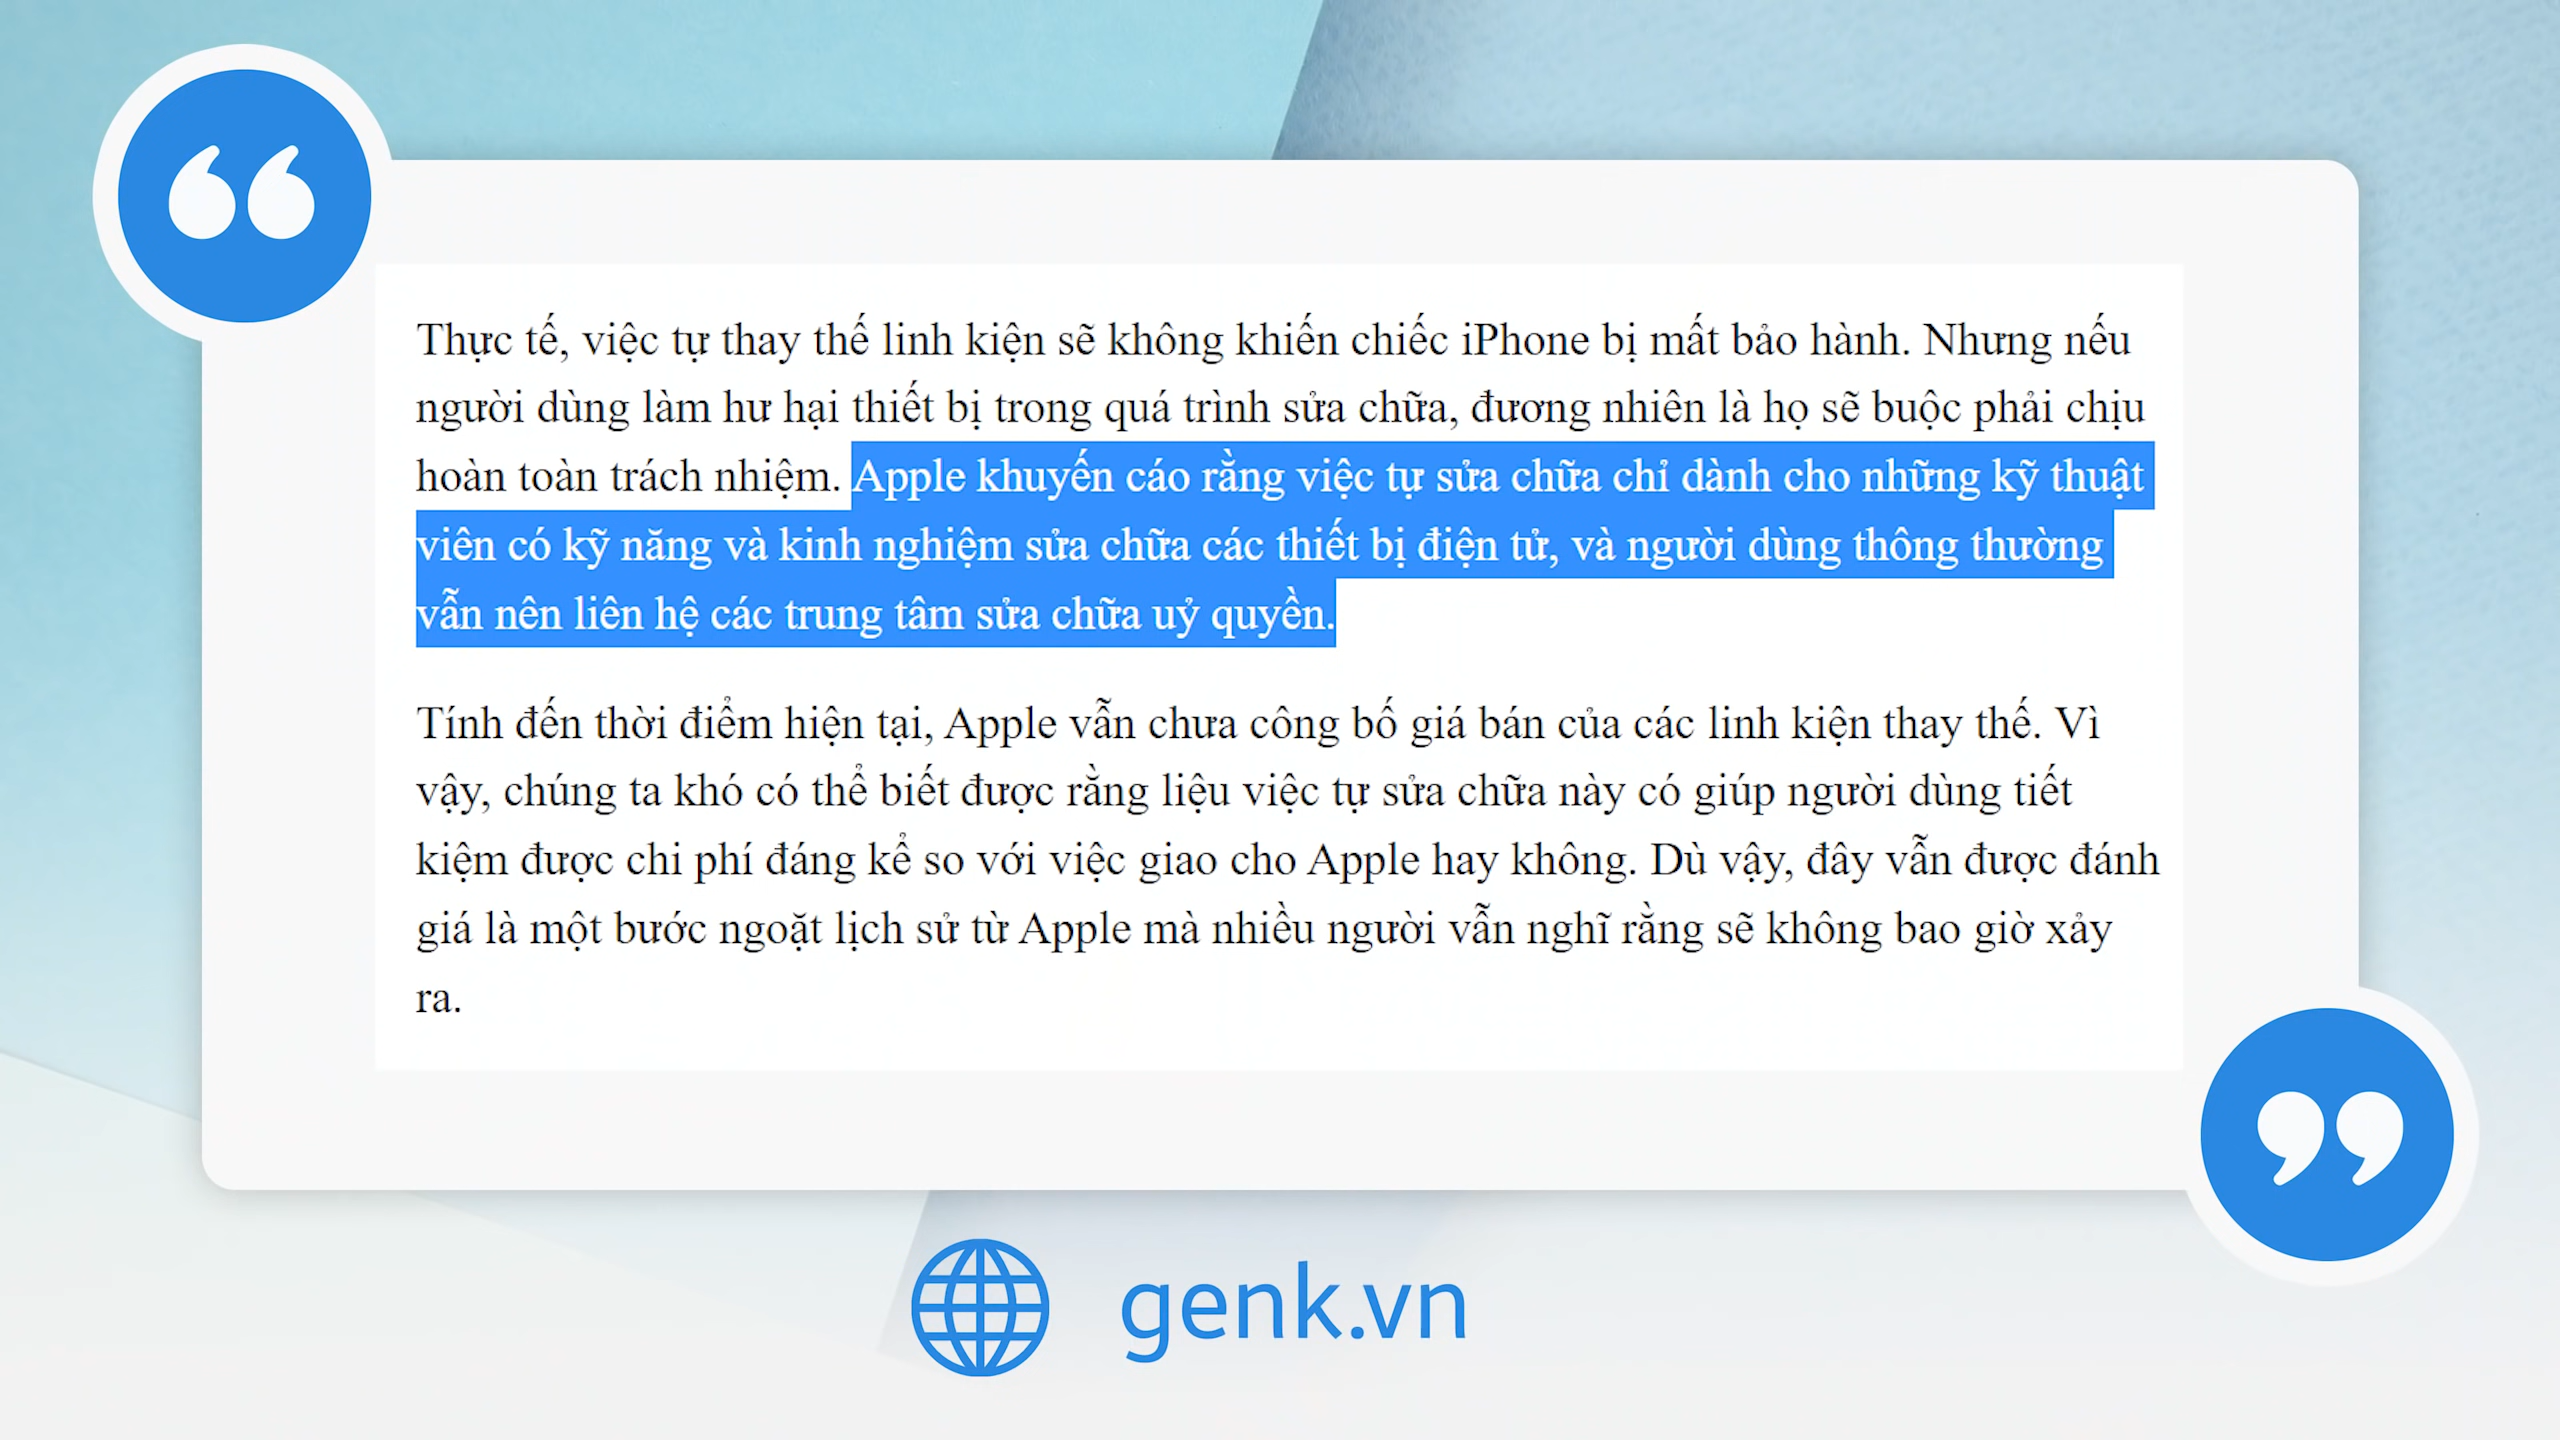 Thực tế, việc tự thay thế linh kiện sẽ không khiến chiếc iPhone bị mất bảo hành. Nhưng nếu
người dùng làm hư hại thiết bị trong quá trình sửa chữa, đương nhiên là họ sẽ buộc phải chịu
hoàn toàn trách nhiệm. Apple khuyến cáo rằng việc tự sửa chữa chỉ dành cho những kỹ thuật
viên có kỹ năng và kinh nghiệm sửa chữa các thiết bị điện tử, và người dùng thông thường
vẫn nên liên hệ các trung tâm sửa chữa uỷ quyền.
Tính đến thời điểm hiện tại, Apple vẫn chưa công bố giá bán của các linh kiện thay thế. Vì
vậy, chúng ta khó có thể biết được rằng liệu việc tự sửa chữa này có giúp người dùng tiết
kiệm được chi phí đáng kể so với việc giao cho Apple hay không. Dù vậy, đây vẫn được đánh
giá là một bước ngoặt lịch sử từ Apple mà nhiều người vẫn nghĩ rằng sẽ không bao giờ xảy
ra.
genk.vn